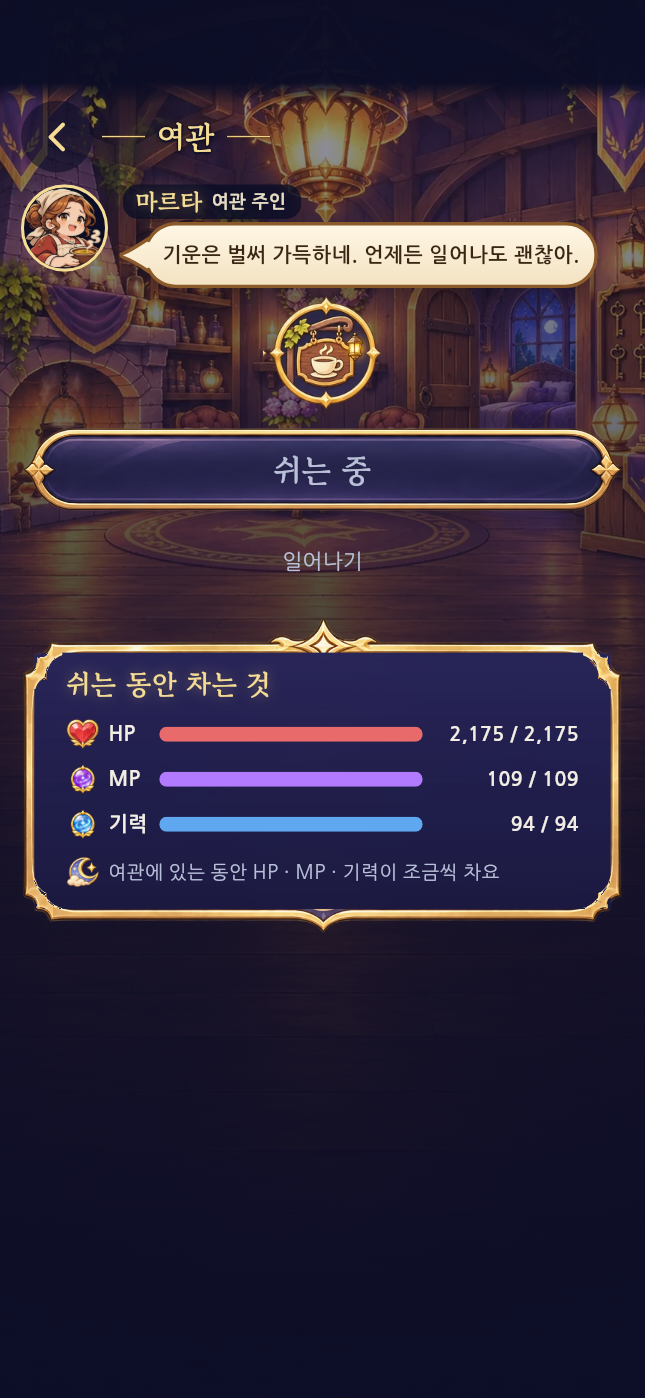 여관
마르타 여관 주인
기운은 벌써 가득하네. 언제든 일어나도 괜찮아.
쉬는 중
일어나기
쉬는 동안 차는 것
HP 2,175 / 2,175
MP 109 / 109
기력 94 / 94
여관에 있는 동안 HP · MP · 기력이 조금씩 차요